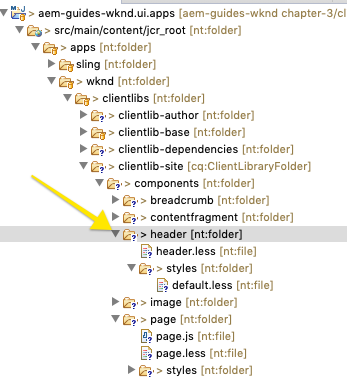 > aem-guides-wknd.ui.apps [aem-guides-wknd chapter-3/cl
> src/main/content/jcr_root [nt:folder]
> apps [nt:folder]
sling [nt:folder]
> wknd [nt:folder]
> clientlibs [nt:folder]
> clientlib-author [nt:folder]
> clientlib-base [nt:folder]
> clientlib-dependencies [nt:folder]
> clientlib-site [cq:ClientLibraryFolder]
> components [nt:folder]
> breadcrumb [nt:folder]
> contentfragment [nt:folder]
> header [nt:folder]
header.less [nt:file]
> styles [nt:folder]
default.less [nt:file]
> image [nt:folder]
> page [nt:folder]
page.js [nt:file]
page.less [nt:file]
> styles [nt:folder]